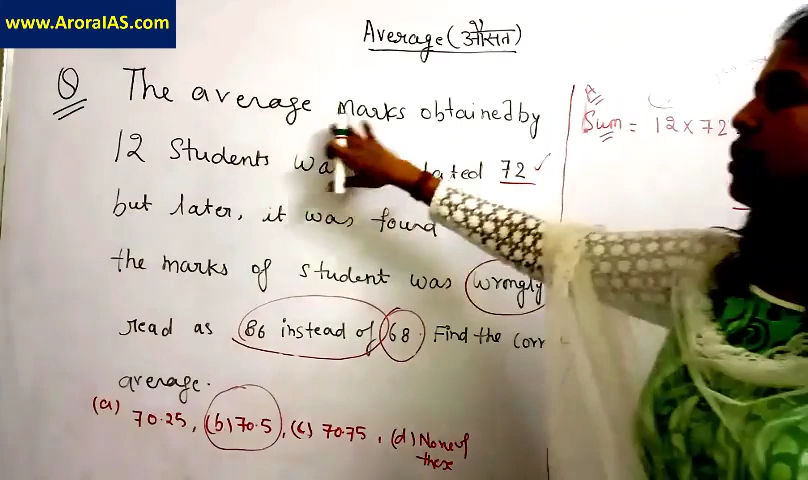 www.AroraIAS.com
Average (औसत)
Q The average marks obtained by
12 Students wa ated 72 ✓
but later, it was found
the marks of student was wrongly
read as 86 instead of 68. Find the corr
average.
(a) 70.25, (b) 70.5, (c) 70.75, (d) None of
these
Sum = 12 × 72